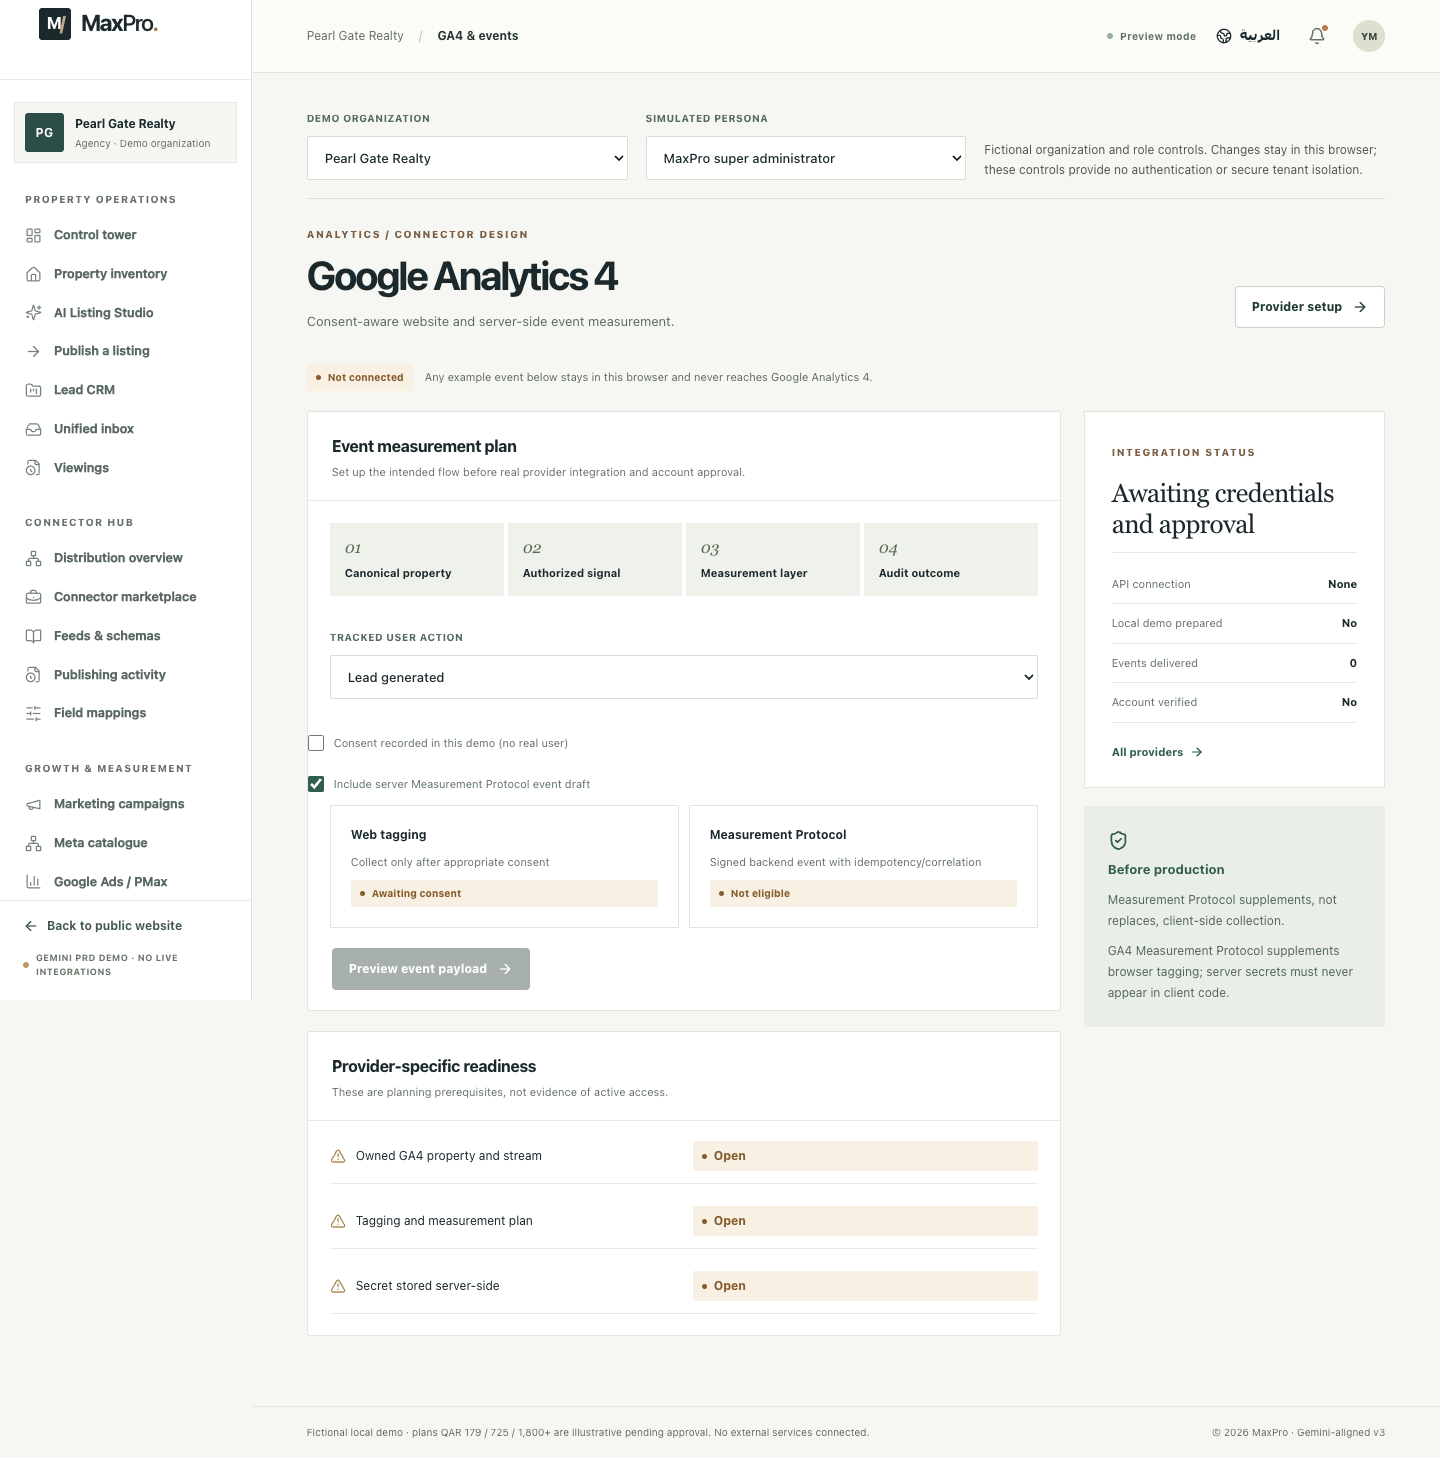 M/ MaxPro.
PG
Pearl Gate Realty
Agency · Demo organization
PROPERTY OPERATIONS
Control tower
Property inventory
AI Listing Studio
Publish a listing
Lead CRM
Unified inbox
Viewings
CONNECTOR HUB
Distribution overview
Connector marketplace
Feeds & schemas
Publishing activity
Field mappings
GROWTH & MEASUREMENT
Marketing campaigns
Meta catalogue
Google Ads / PMax
Back to public website
GEMINI PRD DEMO · NO LIVE
INTEGRATIONS
Pearl Gate Realty / GA4 & events
Preview mode
العربية
YM
DEMO ORGANIZATION
Pearl Gate Realty
SIMULATED PERSONA
MaxPro super administrator
Fictional organization and role controls. Changes stay in this browser;
these controls provide no authentication or secure tenant isolation.
ANALYTICS / CONNECTOR DESIGN
Google Analytics 4
Consent-aware website and server-side event measurement.
Provider setup
Not connected
Any example event below stays in this browser and never reaches Google Analytics 4.
Event measurement plan
Set up the intended flow before real provider integration and account approval.
01
Canonical property
02
Authorized signal
03
Measurement layer
04
Audit outcome
TRACKED USER ACTION
Lead generated
Consent recorded in this demo (no real user)
Include server Measurement Protocol event draft
Web tagging
Collect only after appropriate consent
Awaiting consent
Measurement Protocol
Signed backend event with idempotency/correlation
Not eligible
Preview event payload
INTEGRATION STATUS
Awaiting credentials
and approval
API connection None
Local demo prepared No
Events delivered 0
Account verified No
All providers
Before production
Measurement Protocol supplements, not
replaces, client-side collection.
GA4 Measurement Protocol supplements
browser tagging; server secrets must never
appear in client code.
Provider-specific readiness
These are planning prerequisites, not evidence of active access.
Owned GA4 property and stream Open
Tagging and measurement plan Open
Secret stored server-side Open
Fictional local demo · plans QAR 179 / 725 / 1,800+ are illustrative pending approval. No external services connected.
© 2026 MaxPro · Gemini-aligned v3